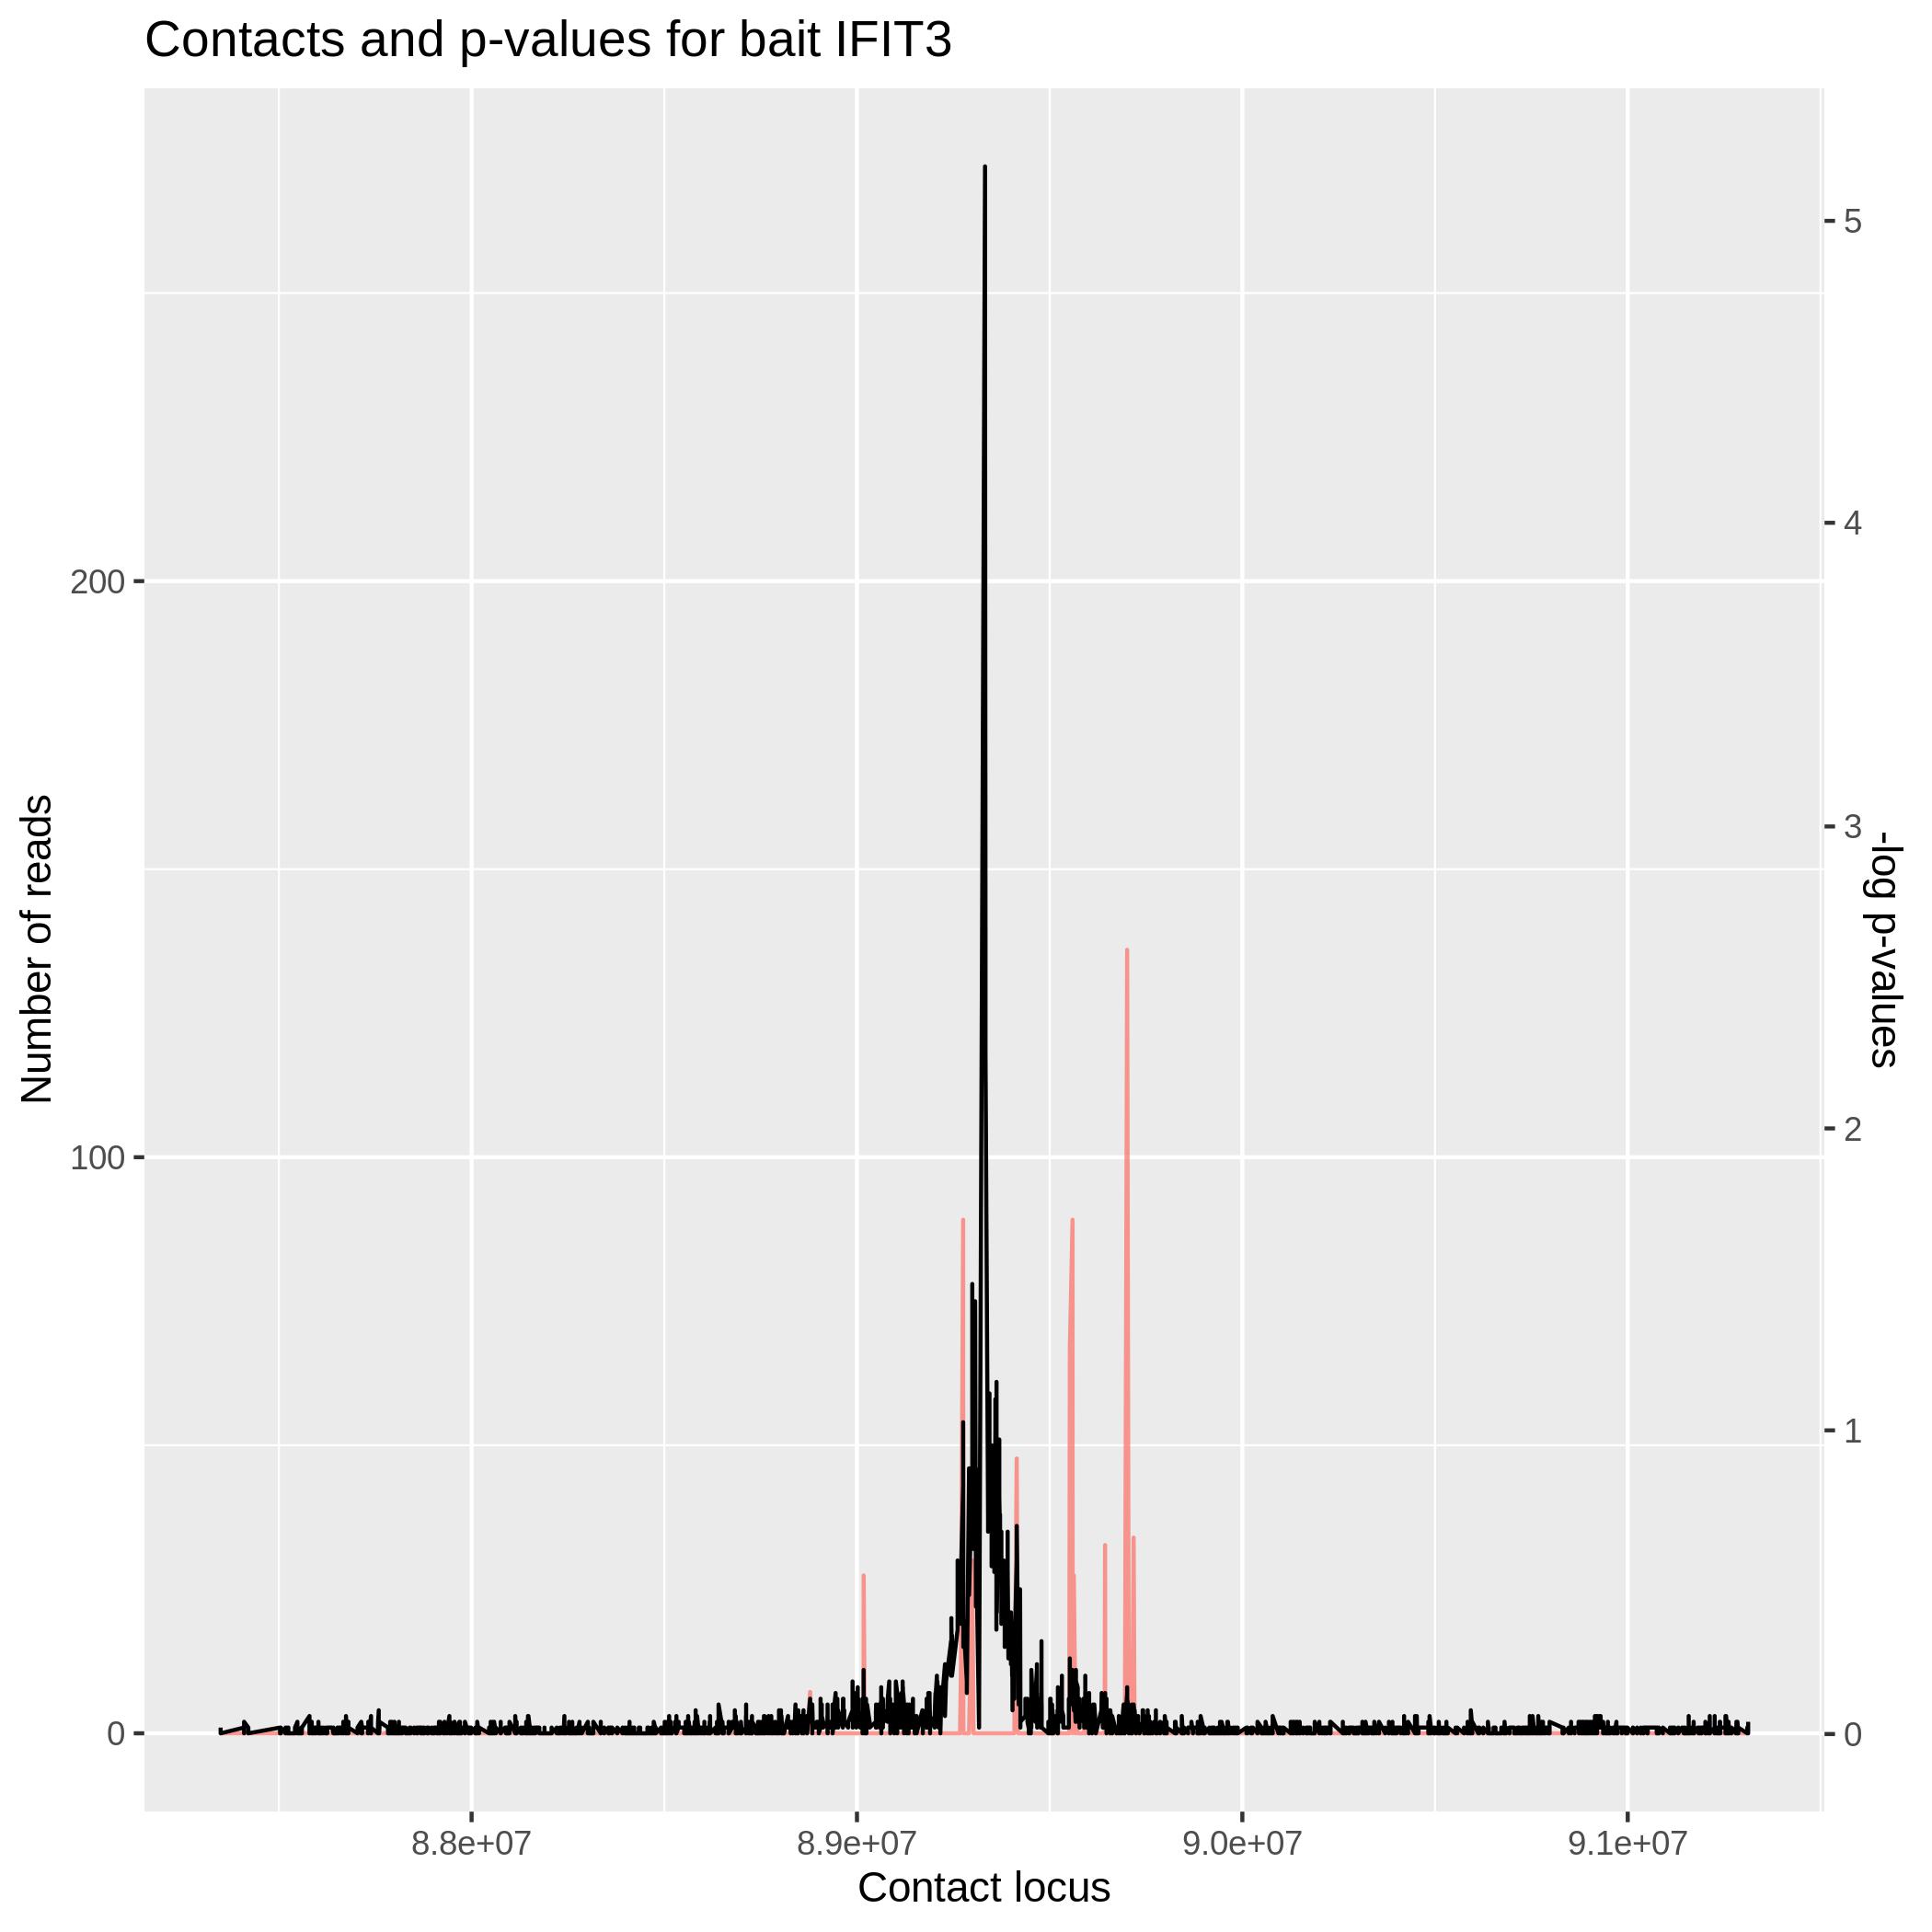 Contacts and p-values for bait IFIT3
Number of reads
200
100
0
5
4
3
2
1
0
-log p-values
8.8e+07
8.9e+07
9.0e+07
9.1e+07
Contact locus